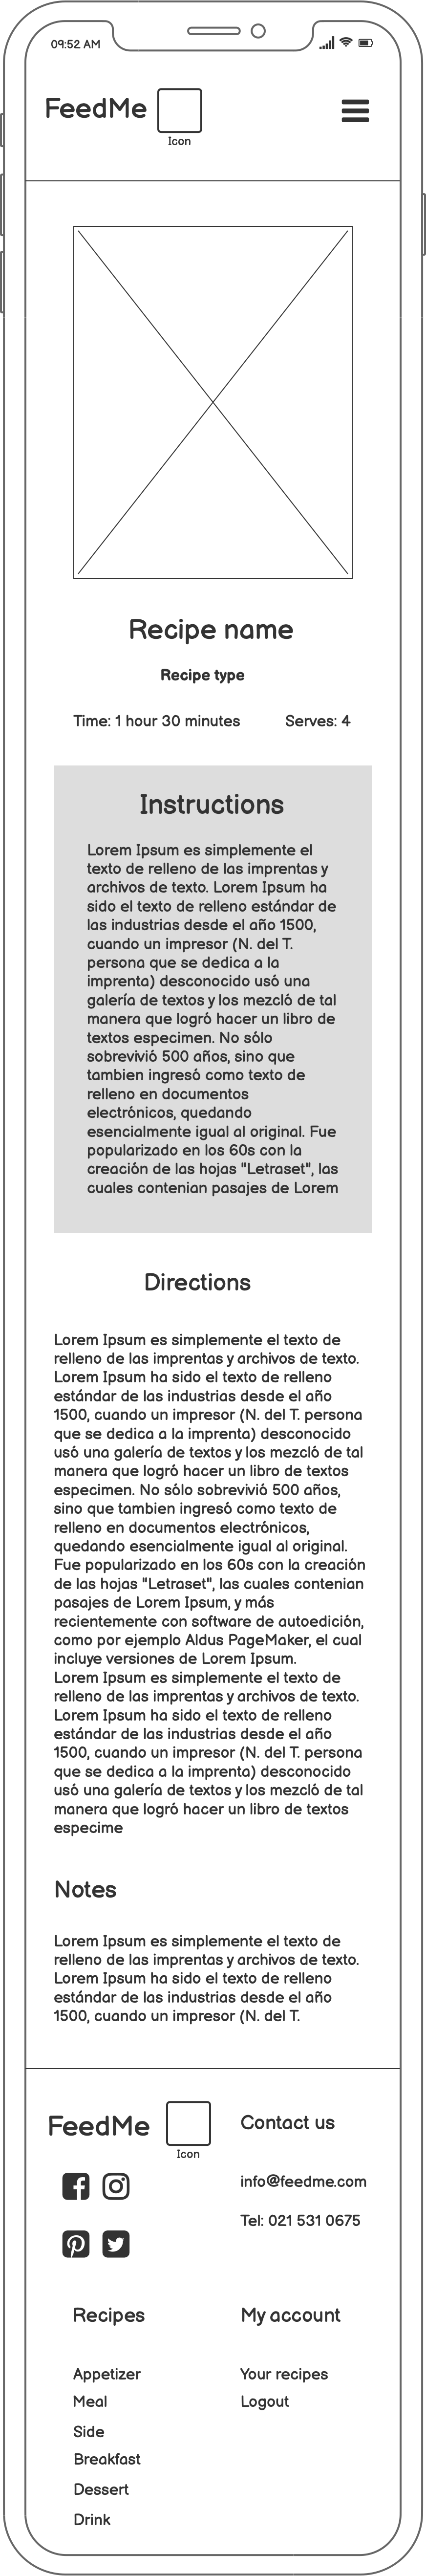 09:52 AM
FeedMe
Icon
Recipe name
Recipe type
Time: 1 hour 30 minutes Serves: 4
Instructions
Lorem Ipsum es simplemente el
texto de relleno de las imprentas y
archivos de texto. Lorem Ipsum ha
sido el texto de relleno estándar de
las industrias desde el año 1500,
cuando un impresor (N. del T.
persona que se dedica a la
imprenta) desconocido usó una
galería de textos y los mezcló de tal
manera que logró hacer un libro de
textos especimen. No sólo
sobrevivió 500 años, sino que
tambien ingresó como texto de
relleno en documentos
electrónicos, quedando
esencialmente igual al original. Fue
popularizado en los 60s con la
creación de las hojas "Letraset", las
cuales contenian pasajes de Lorem
Directions
Lorem Ipsum es simplemente el texto de
relleno de las imprentas y archivos de texto.
Lorem Ipsum ha sido el texto de relleno
estándar de las industrias desde el año
1500, cuando un impresor (N. del T. persona
que se dedica a la imprenta) desconocido
usó una galería de textos y los mezcló de tal
manera que logró hacer un libro de textos
especimen. No sólo sobrevivió 500 años,
sino que tambien ingresó como texto de
relleno en documentos electrónicos,
quedando esencialmente igual al original.
Fue popularizado en los 60s con la creación
de las hojas "Letraset", las cuales contenian
pasajes de Lorem Ipsum, y más
recientemente con software de autoedición,
como por ejemplo Aldus PageMaker, el cual
incluye versiones de Lorem Ipsum.
Lorem Ipsum es simplemente el texto de
relleno de las imprentas y archivos de texto.
Lorem Ipsum ha sido el texto de relleno
estándar de las industrias desde el año
1500, cuando un impresor (N. del T. persona
que se dedica a la imprenta) desconocido
usó una galería de textos y los mezcló de tal
manera que logró hacer un libro de textos
especime
Notes
Lorem Ipsum es simplemente el texto de
relleno de las imprentas y archivos de texto.
Lorem Ipsum ha sido el texto de relleno
estándar de las industrias desde el año
1500, cuando un impresor (N. del T.
FeedMe
Icon
Contact us
info@feedme.com
Tel: 021 531 0675
Recipes
Appetizer
Meal
Side
Breakfast
Dessert
Drink
My account
Your recipes
Logout